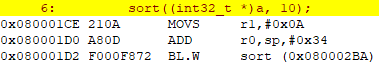 6:         sort((int32_t *)a, 10);
0x080001CE 210A      MOVS     r1,#0x0A
0x080001D0 A80D      ADD      r0,sp,#0x34
0x080001D2 F000F872  BL.W     sort (0x080002BA)